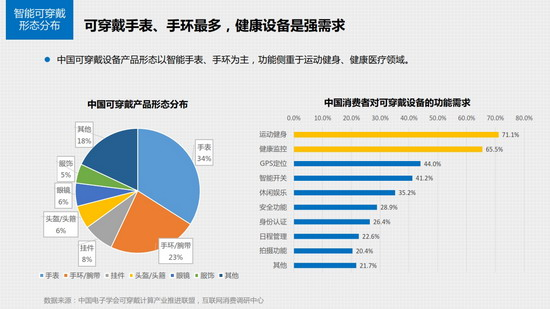 智能可穿戴
形态分布
可穿戴手表、手环最多，健康设备是强需求
中国可穿戴设备产品形态以智能手表、手环为主，功能侧重于运动健身、健康医疗领域。
中国可穿戴产品形态分布
其他
18%
服饰
5%
眼镜
6%
头盔/头箍
6%
挂件
8%
手环/腕带
23%
手表
34%
手表 手环/腕带 挂件 头盔/头箍 眼镜 服饰 其他
中国消费者对可穿戴设备的功能需求
0.0% 10.0% 20.0% 30.0% 40.0% 50.0% 60.0% 70.0% 80.0%
运动健身 71.1%
健康监控 65.5%
GPS定位 44.0%
智能开关 41.2%
休闲娱乐 35.2%
安全功能 28.9%
身份认证 26.4%
日程管理 22.6%
拍摄功能 20.4%
其他 21.7%
数据来源：中国电子学会可穿戴计算产业推进联盟，互联网消费调研中心